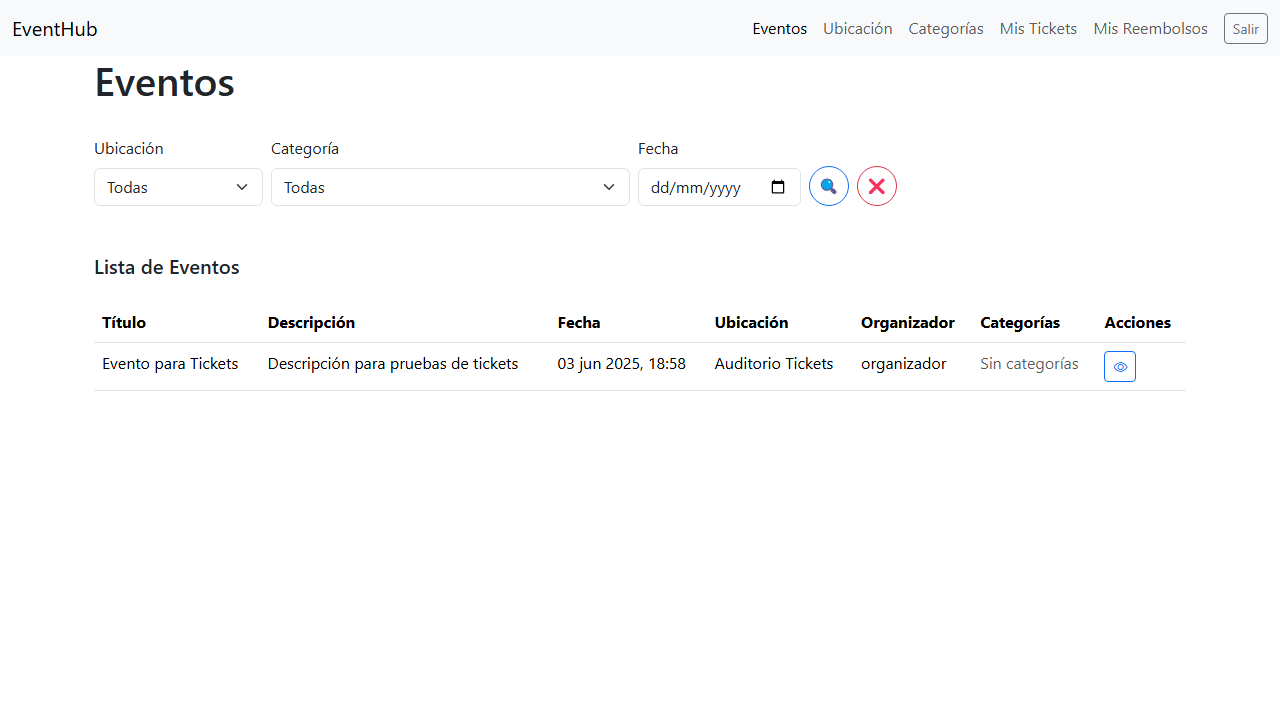 EventHub Eventos Ubicación Categorías Mis Tickets Mis Reembolsos Salir
Eventos
Ubicación Categoría Fecha
Todas Todas dd/mm/yyyy
Lista de Eventos
Título Descripción Fecha Ubicación Organizador Categorías Acciones
Evento para Tickets Descripción para pruebas de tickets 03 jun 2025, 18:58 Auditorio Tickets organizador Sin categorías